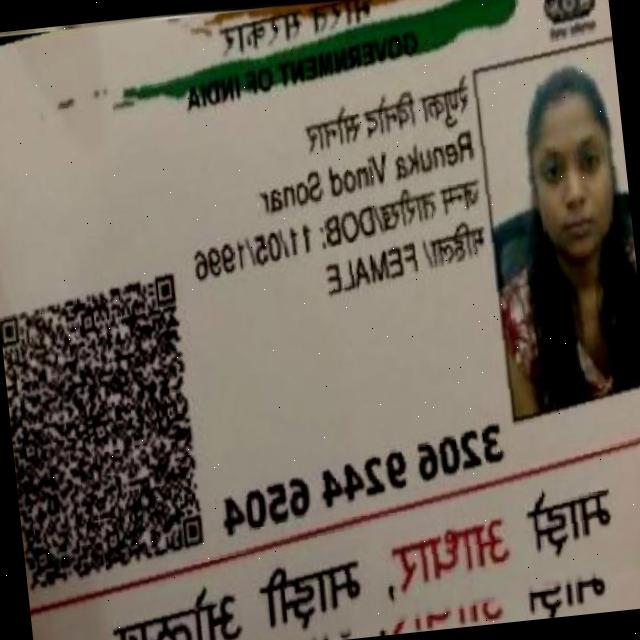 भारत सरकार
GOVERNMENT OF INDIA
रेणुका विनोद सोनार
Renuka Vinod Sonar
जन्म तारीख/DOB: 11/05/1996
महिला/ FEMALE
3206 9244 6504
माझे आधार, माझी ओळख